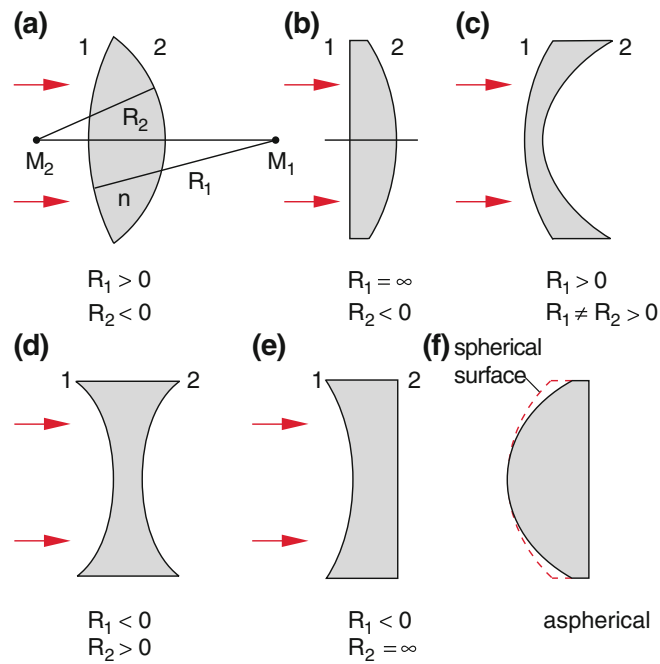 (a)
1 2
R₂
M₂ M₁
R₁
n
R₁ > 0
R₂ < 0
(b)
1 2
R₁ = ∞
R₂ < 0
(c)
1 2
R₁ > 0
R₁ ≠ R₂ > 0
(d)
1 2
R₁ < 0
R₂ > 0
(e)
1 2
R₁ < 0
R₂ = ∞
(f)
spherical
surface
aspherical